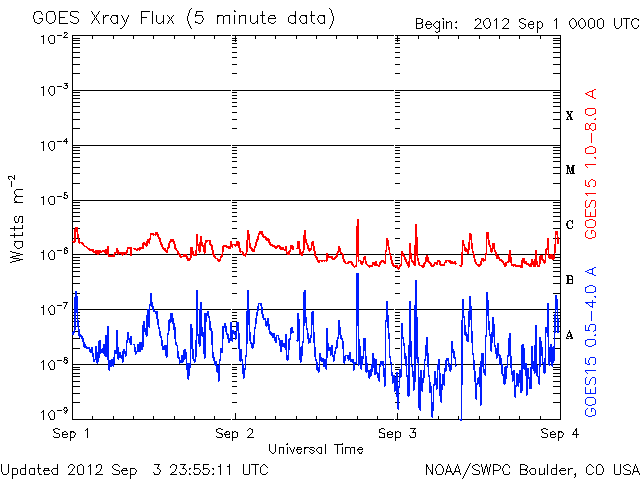 GOES Xray Flux (5 minute data)
Begin: 2012 Sep 1 0000 UTC
10⁻²
10⁻³
10⁻⁴
10⁻⁵
10⁻⁶
10⁻⁷
10⁻⁸
10⁻⁹
Watts m⁻²
X
M
C
B
A
GOES15 1.0-8.0 A
GOES15 0.5-4.0 A
Sep 1 Sep 2 Sep 3 Sep 4
Universal Time
Updated 2012 Sep 3 23:55:11 UTC
NOAA/SWPC Boulder, CO USA